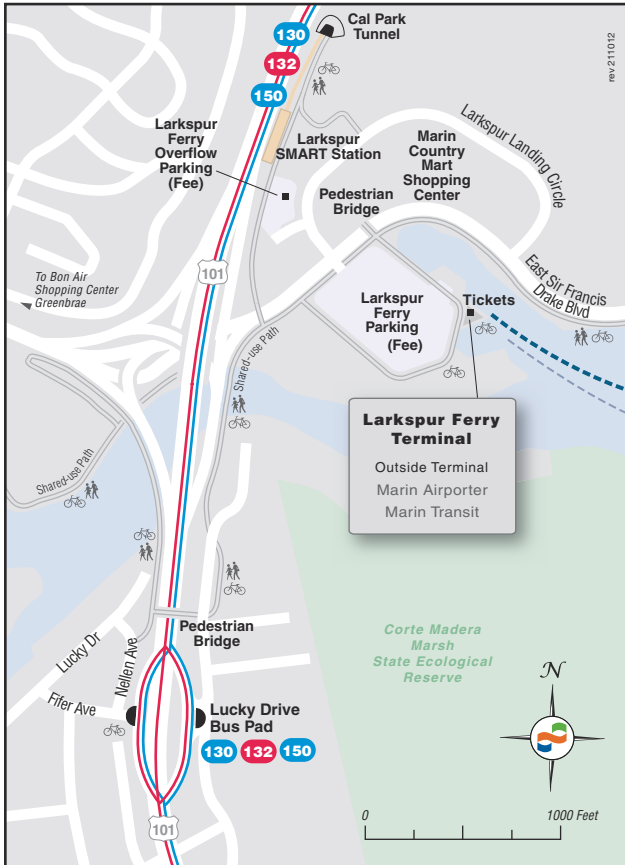 Cal Park
Tunnel
130
132
150
rev211012
Larkspur
Ferry
Overflow
Parking
(Fee)
Larkspur
SMART Station
Marin
Country
Mart
Shopping
Center
Larkspur Landing Circle
Pedestrian
Bridge
101
To Bon Air
Shopping Center
Greenbrae
East Sir Francis
Drake Blvd
Larkspur
Ferry
Parking
(Fee)
Tickets
Shared-use Path
Larkspur Ferry
Terminal
Outside Terminal
Marin Airporter
Marin Transit
Shared-use Path
Pedestrian
Bridge
Lucky Dr
Nellen Ave
Fifer Ave
Corte Madera
Marsh
State Ecological
Reserve
N
Lucky Drive
Bus Pad
130 132 150
101
0 1000 Feet